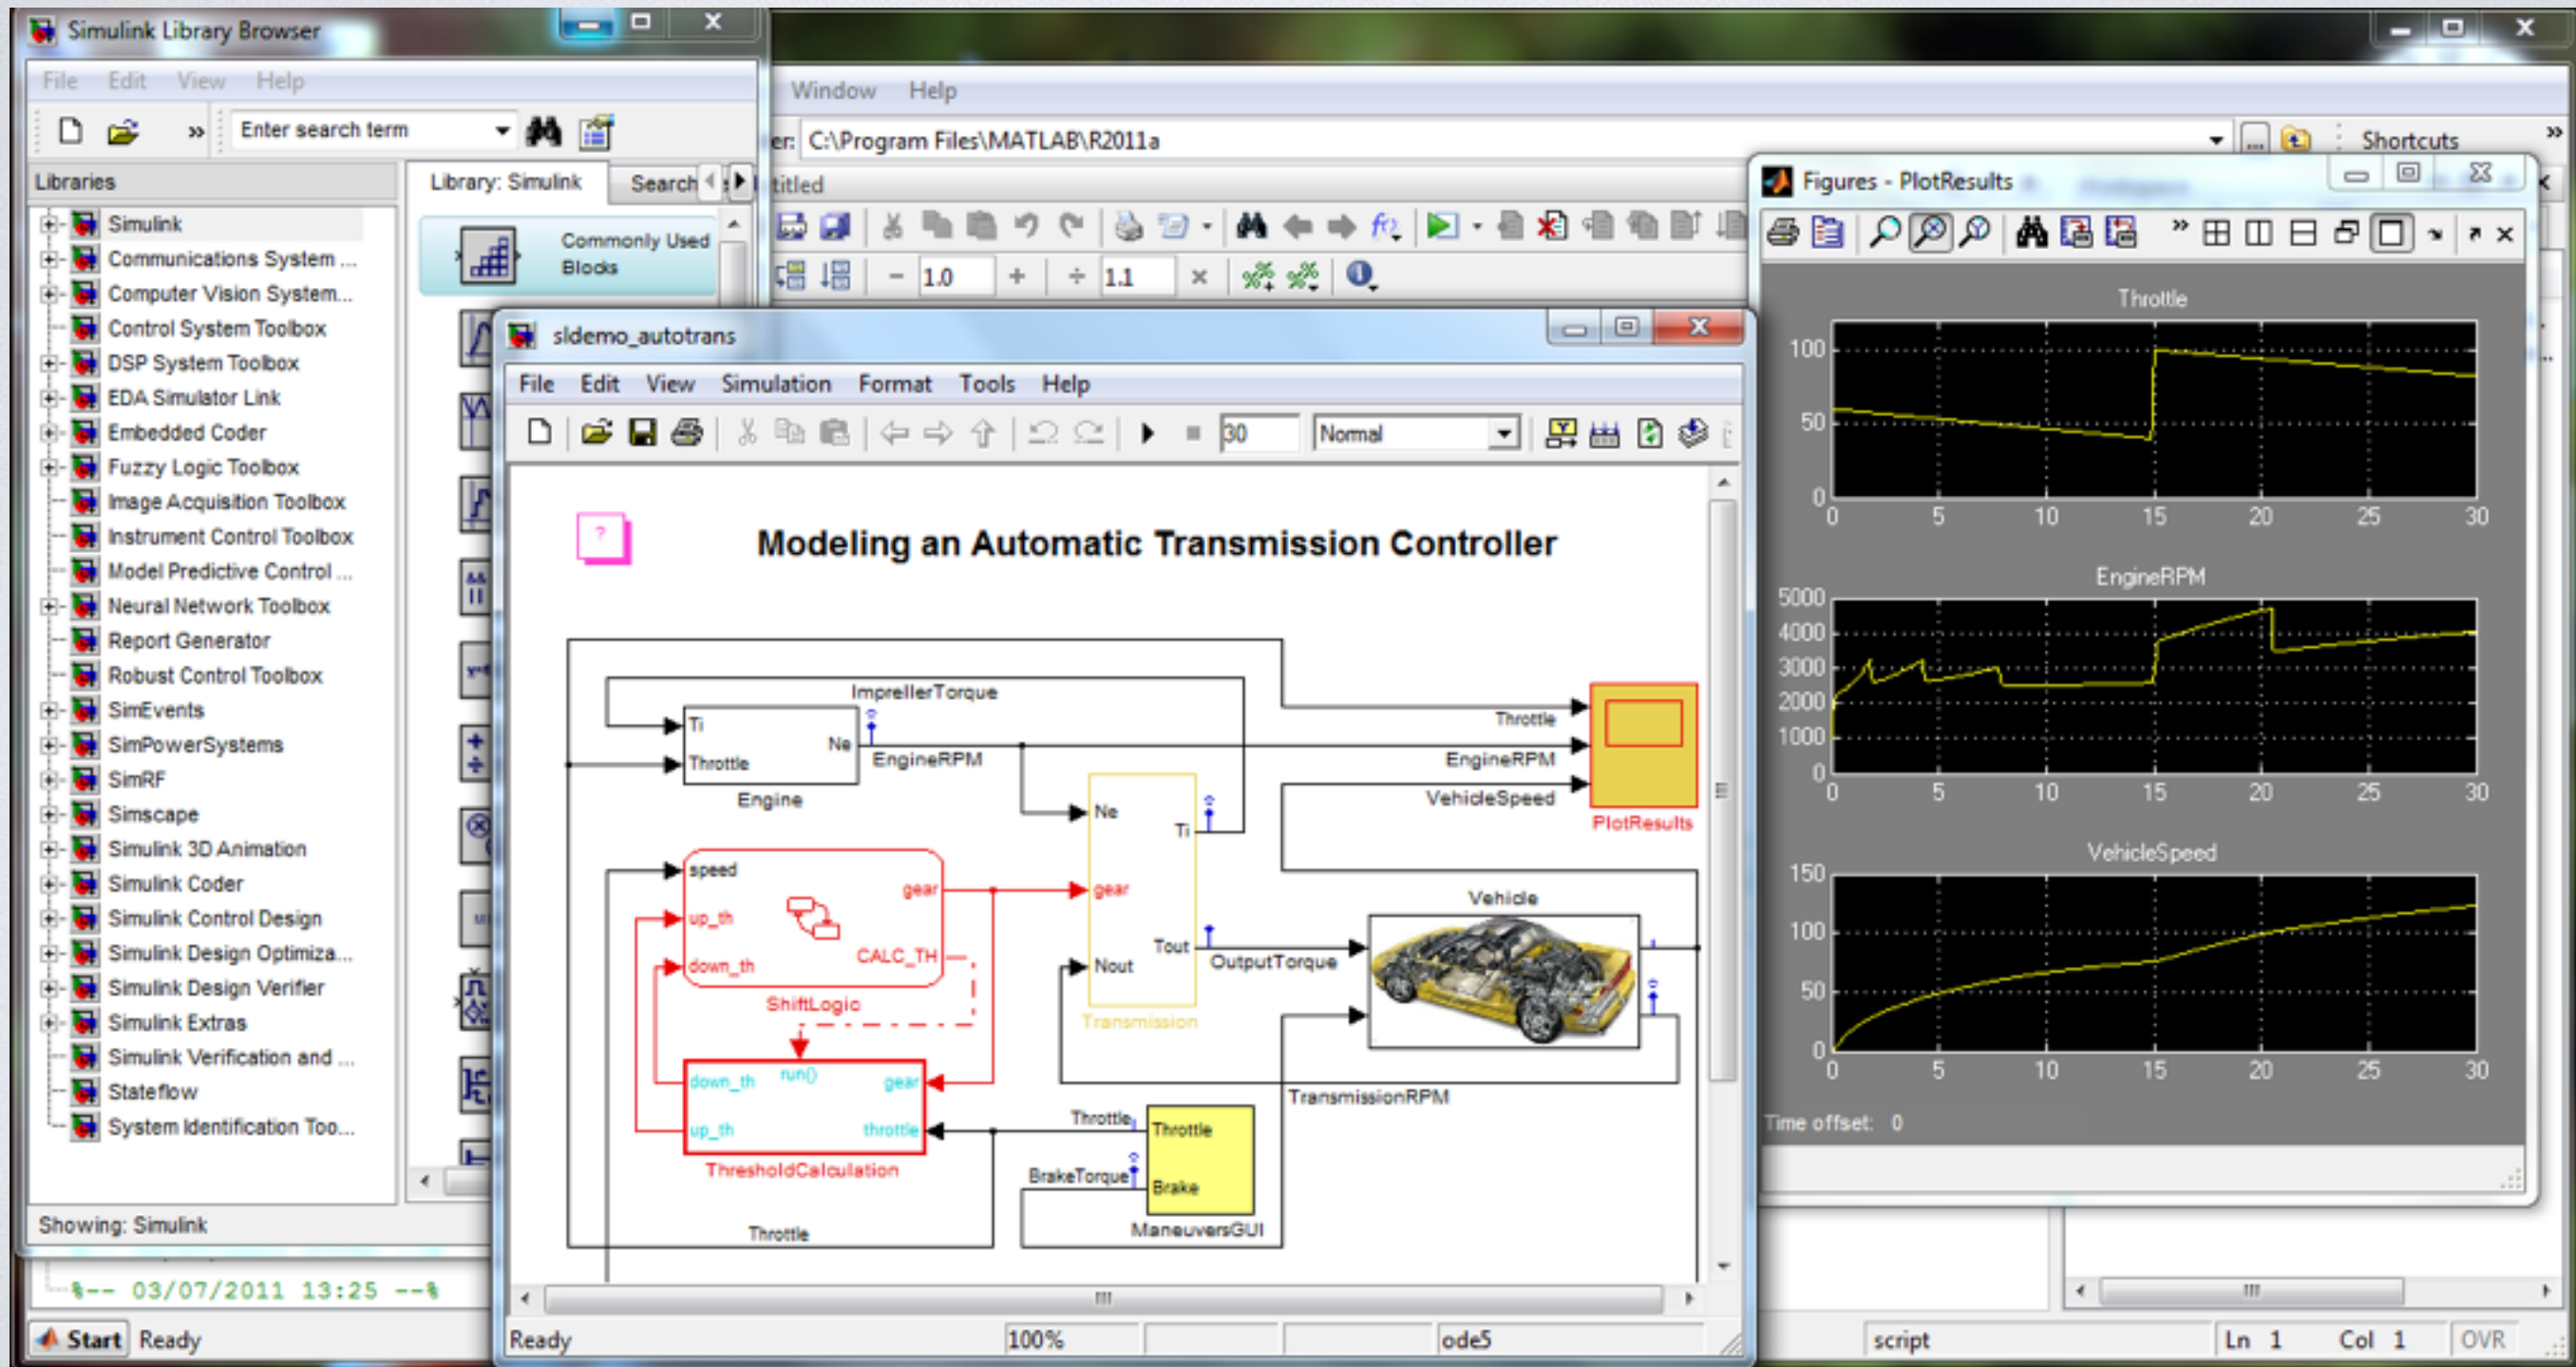 Simulink Library Browser
File Edit View Help
Enter search term
Libraries
Library: Simulink
Search
Commonly Used
Blocks
Simulink
Communications System ...
Computer Vision System...
Control System Toolbox
DSP System Toolbox
EDA Simulator Link
Embedded Coder
Fuzzy Logic Toolbox
Image Acquisition Toolbox
Instrument Control Toolbox
Model Predictive Control ...
Neural Network Toolbox
Report Generator
Robust Control Toolbox
SimEvents
SimPowerSystems
SimRF
Simscape
Simulink 3D Animation
Simulink Coder
Simulink Control Design
Simulink Design Optimiza...
Simulink Design Verifier
Simulink Extras
Simulink Verification and ...
Stateflow
System Identification Too...
Showing: Simulink
%-- 03/07/2011 13:25 --%
Start Ready
Window Help
er: C:\Program Files\MATLAB\R2011a
Shortcuts
titled
1.0
1.1
sldemo_autotrans
File Edit View Simulation Format Tools Help
30 Normal
?
Modeling an Automatic Transmission Controller
ImprellerTorque
Ti
Ne
Throttle
Engine
EngineRPM
Throttle
EngineRPM
VehicleSpeed
PlotResults
Ne
Ti
gear
Tout
Nout
Transmission
speed
gear
up_th
CALC_TH
down_th
ShiftLogic
OutputTorque
Vehicle
down_th run() gear
up_th throttle
ThresholdCalculation
TransmissionRPM
Throttle
Throttle
BrakeTorque
Brake
ManeuversGUI
Throttle
Ready 100% ode5
Figures - PlotResults
Throttle
100
50
0
0 5 10 15 20 25 30
EngineRPM
5000
4000
3000
2000
1000
0
0 5 10 15 20 25 30
VehicleSpeed
150
100
50
0
0 5 10 15 20 25 30
Time offset: 0
script Ln 1 Col 1 OVR